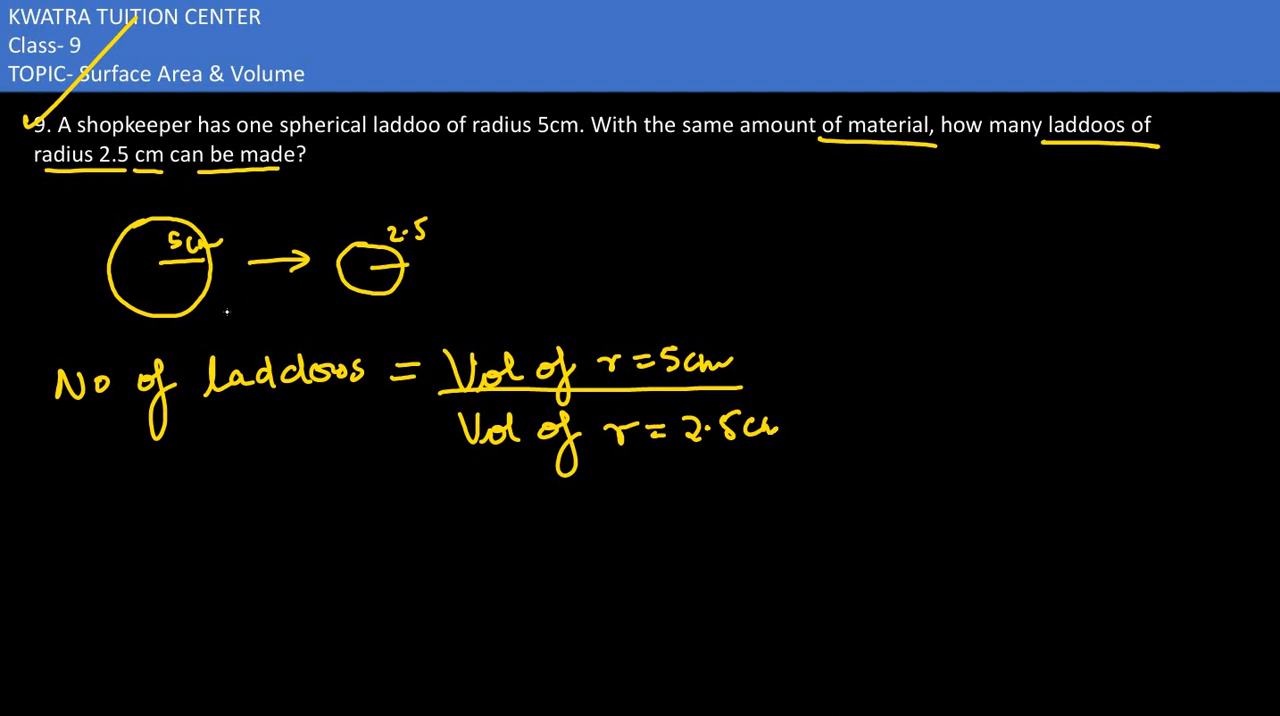 KWATRA TUITION CENTER
Class- 9
TOPIC- Surface Area & Volume
9. A shopkeeper has one spherical laddoo of radius 5cm. With the same amount of material, how many laddoos of
radius 2.5 cm can be made?
5cm
2.5
No of laddoos = Vol of r = 5cm
Vol of r = 2.5cm